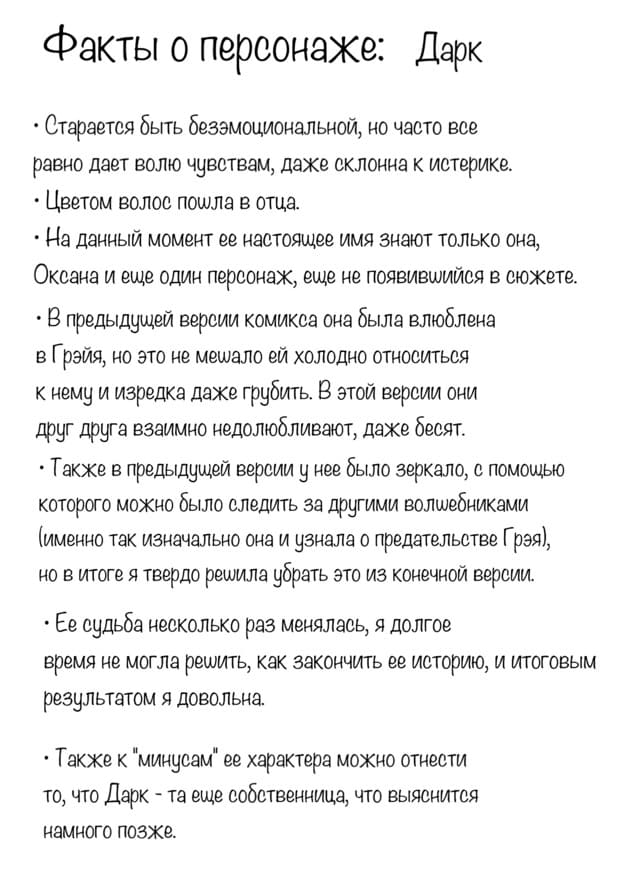 Факты о персонаже: Дарк
• Старается быть безэмоциональной, но часто все
равно дает волю чувствам, даже склонна к истерике.
• Цветом волос пошла в отца.
• На данный момент ее настоящее имя знают только она,
Оксана и еще один персонаж, еще не появившийся в сюжете.
• В предыдущей версии комикса она была влюблена
в Грэйя, но это не мешало ей холодно относиться
к нему и изредка даже грубить. В этой версии они
друг друга взаимно недолюбливают, даже бесят.
• Также в предыдущей версии у нее было зеркало, с помощью
которого можно было следить за другими волшебниками
(именно так изначально она и узнала о предательстве Грэя),
но в итоге я твердо решила убрать это из конечной версии.
• Ее судьба несколько раз менялась, я долгое
время не могла решить, как закончить ее историю, и итоговым
результатом я довольна.
• Также к "минусам" ее характера можно отнести
то, что Дарк - та еще собственница, что выяснится
намного позже.